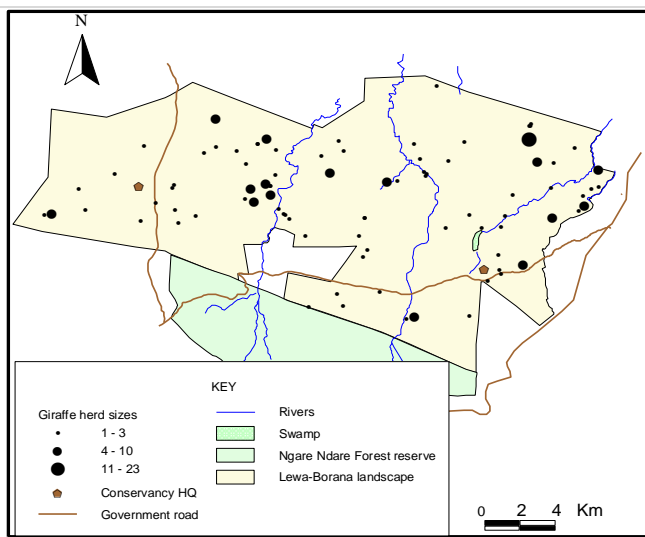 N
KEY
Giraffe herd sizes
1 - 3
4 - 10
11 - 23
Conservancy HQ
Government road
Rivers
Swamp
Ngare Ndare Forest reserve
Lewa-Borana landscape
0 2 4 Km